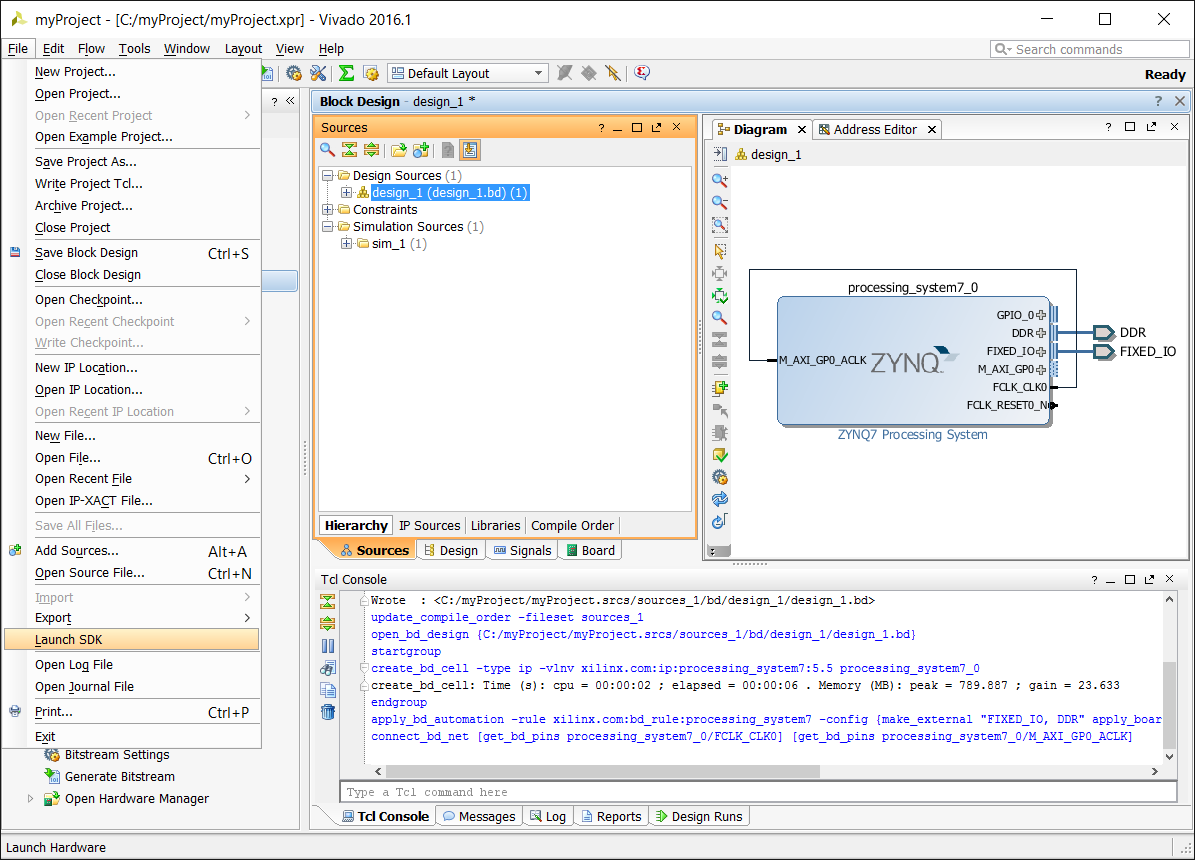 myProject - [C:/myProject/myProject.xpr] - Vivado 2016.1
File Edit Flow Tools Window Layout View Help
Search commands
Default Layout
Ready
New Project...
Open Project...
Open Recent Project
Open Example Project...
Save Project As...
Write Project Tcl...
Archive Project...
Close Project
Save Block Design Ctrl+S
Close Block Design
Open Checkpoint...
Open Recent Checkpoint
Write Checkpoint...
New IP Location...
Open IP Location...
Open Recent IP Location
New File...
Open File... Ctrl+O
Open Recent File
Open IP-XACT File...
Save All Files...
Add Sources... Alt+A
Open Source File... Ctrl+N
Import
Export
Launch SDK
Open Log File
Open Journal File
Print... Ctrl+P
Exit
Bitstream Settings
Generate Bitstream
Open Hardware Manager
Block Design - design_1 *
Sources
Design Sources (1)
design_1 (design_1.bd) (1)
Constraints
Simulation Sources (1)
sim_1 (1)
Hierarchy IP Sources Libraries Compile Order
Sources Design Signals Board
Diagram Address Editor
design_1
processing_system7_0
GPIO_0
DDR
FIXED_IO
M_AXI_GP0
FCLK_CLK0
FCLK_RESET0_N
M_AXI_GP0_ACLK
ZYNQ
DDR
FIXED_IO
ZYNQ7 Processing System
Tcl Console
Wrote : <C:/myProject/myProject.srcs/sources_1/bd/design_1/design_1.bd>
update_compile_order -fileset sources_1
open_bd_design {C:/myProject/myProject.srcs/sources_1/bd/design_1/design_1.bd}
startgroup
create_bd_cell -type ip -vlnv xilinx.com:ip:processing_system7:5.5 processing_system7_0
create_bd_cell: Time (s): cpu = 00:00:02 ; elapsed = 00:00:06 . Memory (MB): peak = 789.887 ; gain = 23.633
endgroup
apply_bd_automation -rule xilinx.com:bd_rule:processing_system7 -config {make_external "FIXED_IO, DDR" apply_boar
connect_bd_net [get_bd_pins processing_system7_0/FCLK_CLK0] [get_bd_pins processing_system7_0/M_AXI_GP0_ACLK]
Type a Tcl command here
Tcl Console Messages Log Reports Design Runs
Launch Hardware